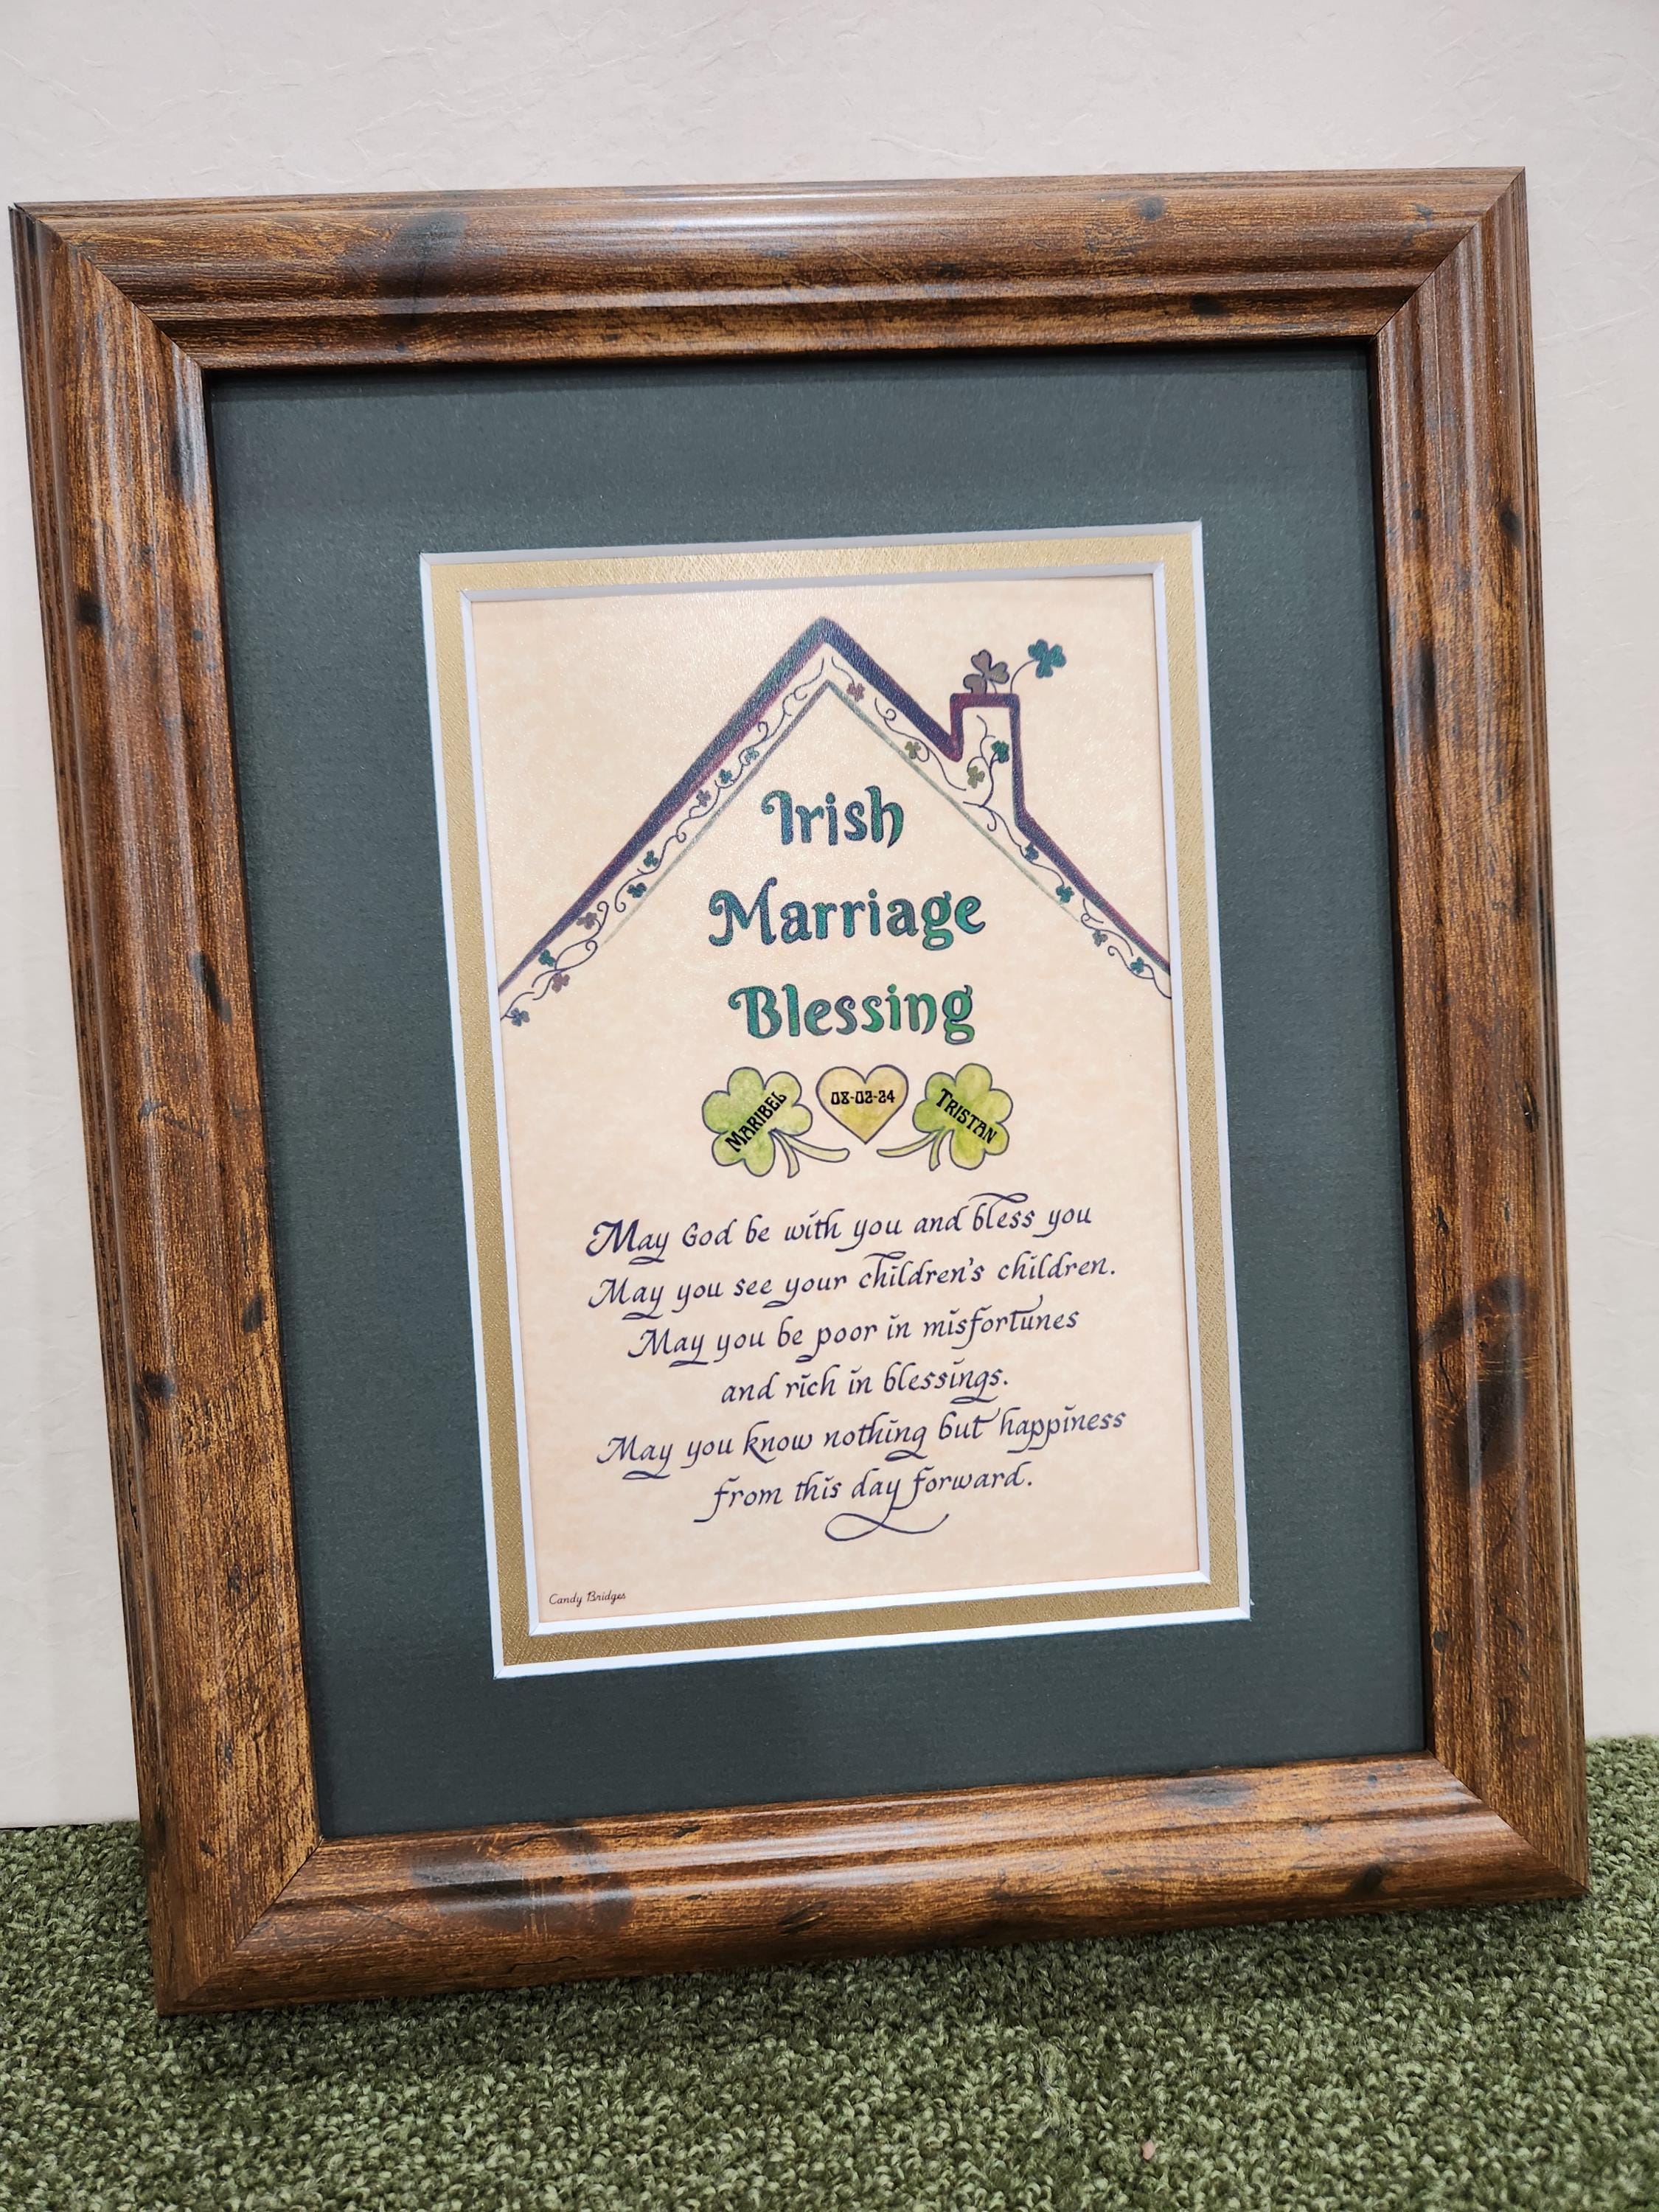 Irish
Marriage
Blessing
MARIBEL 08-02-24 TRISTAN
May God be with you and bless you
May you see your children's children.
May you be poor in misfortunes
and rich in blessings.
May you know nothing but happiness
from this day forward.
Candy Bridges